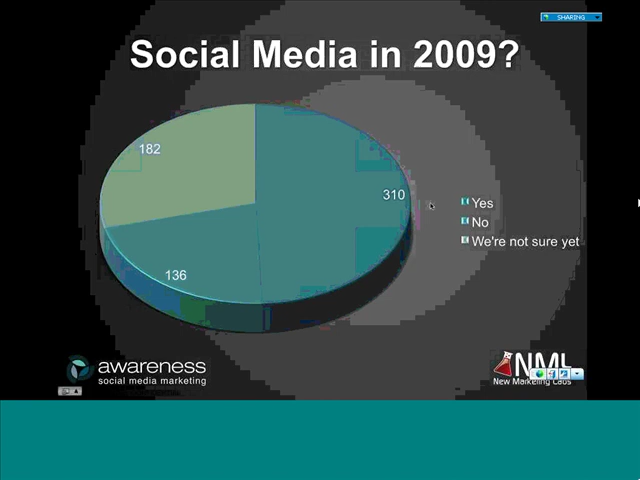 SHARING
Social Media in 2009?
182
310
Yes
No
We're not sure yet
136
awareness
social media marketing
NML
New Marketing Labs